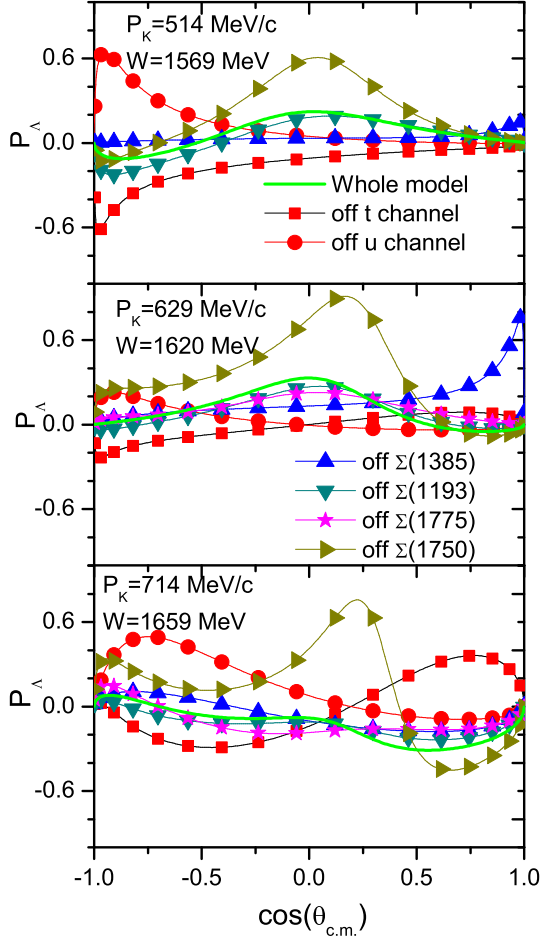 P_K=514 MeV/c
W=1569 MeV
0.6
0.0
-0.6
P_Λ
Whole model
off t channel
off u channel
P_K=629 MeV/c
W=1620 MeV
0.6
0.0
-0.6
P_Λ
off Σ(1385)
off Σ(1193)
off Σ(1775)
off Σ(1750)
P_K=714 MeV/c
W=1659 MeV
0.6
0.0
-0.6
P_Λ
-1.0 -0.5 0.0 0.5 1.0
cos(θ_c.m.)